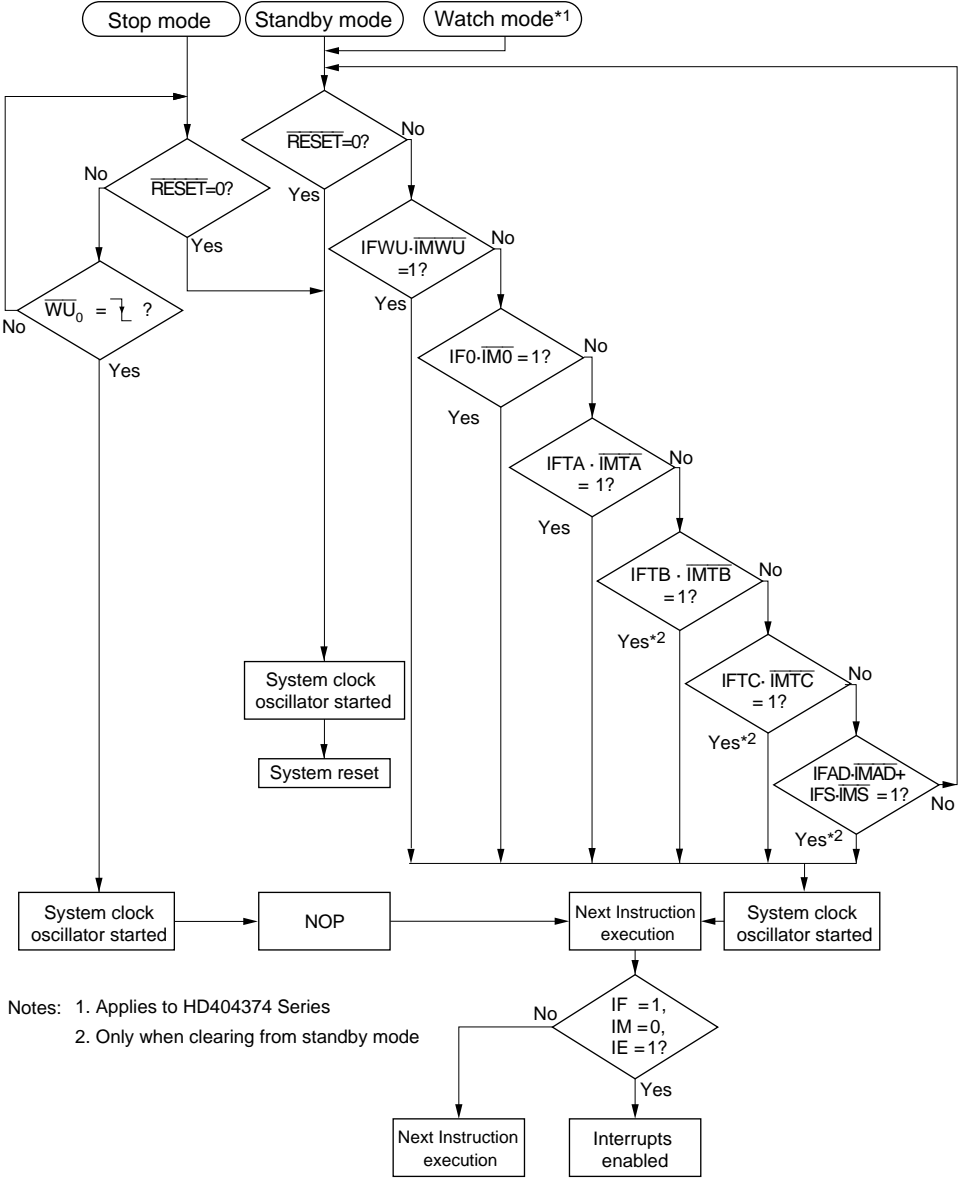 Stop mode
Standby mode
Watch mode*1
RESET=0?
No
Yes
RESET=0?
No
Yes
IFWU·IMWU
=1?
No
Yes
WU0 = ?
No
Yes
IF0·IM0 = 1?
No
Yes
IFTA · IMTA
= 1?
No
Yes
IFTB · IMTB
= 1?
No
Yes*2
IFTC· IMTC
= 1?
No
Yes*2
IFAD·IMAD+
IFS·IMS = 1?
No
Yes*2
System clock
oscillator started
System reset
System clock
oscillator started
NOP
Next Instruction
execution
System clock
oscillator started
Notes: 1. Applies to HD404374 Series
2. Only when clearing from standby mode
IF = 1,
IM = 0,
IE = 1?
No
Yes
Next Instruction
execution
Interrupts
enabled